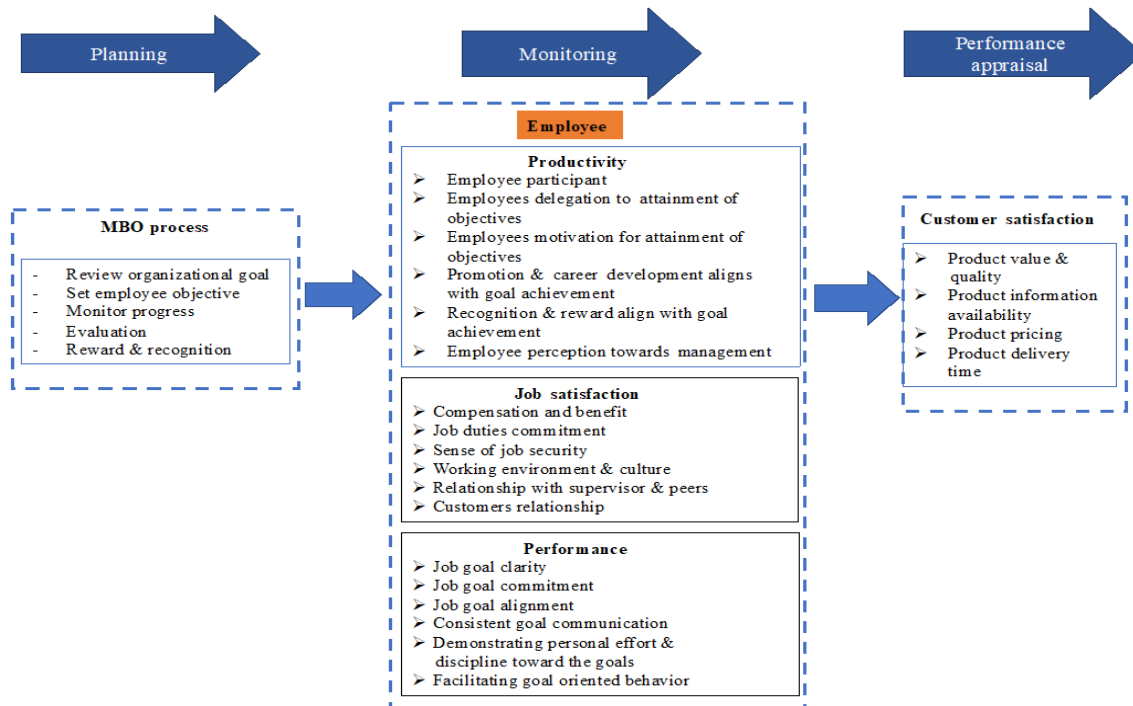 Planning
Monitoring
Performance
appraisal
MBO process
- Review organizational goal
- Set employee objective
- Monitor progress
- Evaluation
- Reward & recognition
Employee
Productivity
➢ Employee participant
➢ Employees delegation to attainment of
objectives
➢ Employees motivation for attainment of
objectives
➢ Promotion & career development aligns
with goal achievement
➢ Recognition & reward align with goal
achievement
➢ Employee perception towards management
Job satisfaction
➢ Compensation and benefit
➢ Job duties commitment
➢ Sense of job security
➢ Working environment & culture
➢ Relationship with supervisor & peers
➢ Customers relationship
Performance
➢ Job goal clarity
➢ Job goal commitment
➢ Job goal alignment
➢ Consistent goal communication
➢ Demonstrating personal effort &
discipline toward the goals
➢ Facilitating goal oriented behavior
Customer satisfaction
➢ Product value &
quality
➢ Product information
availability
➢ Product pricing
➢ Product delivery
time